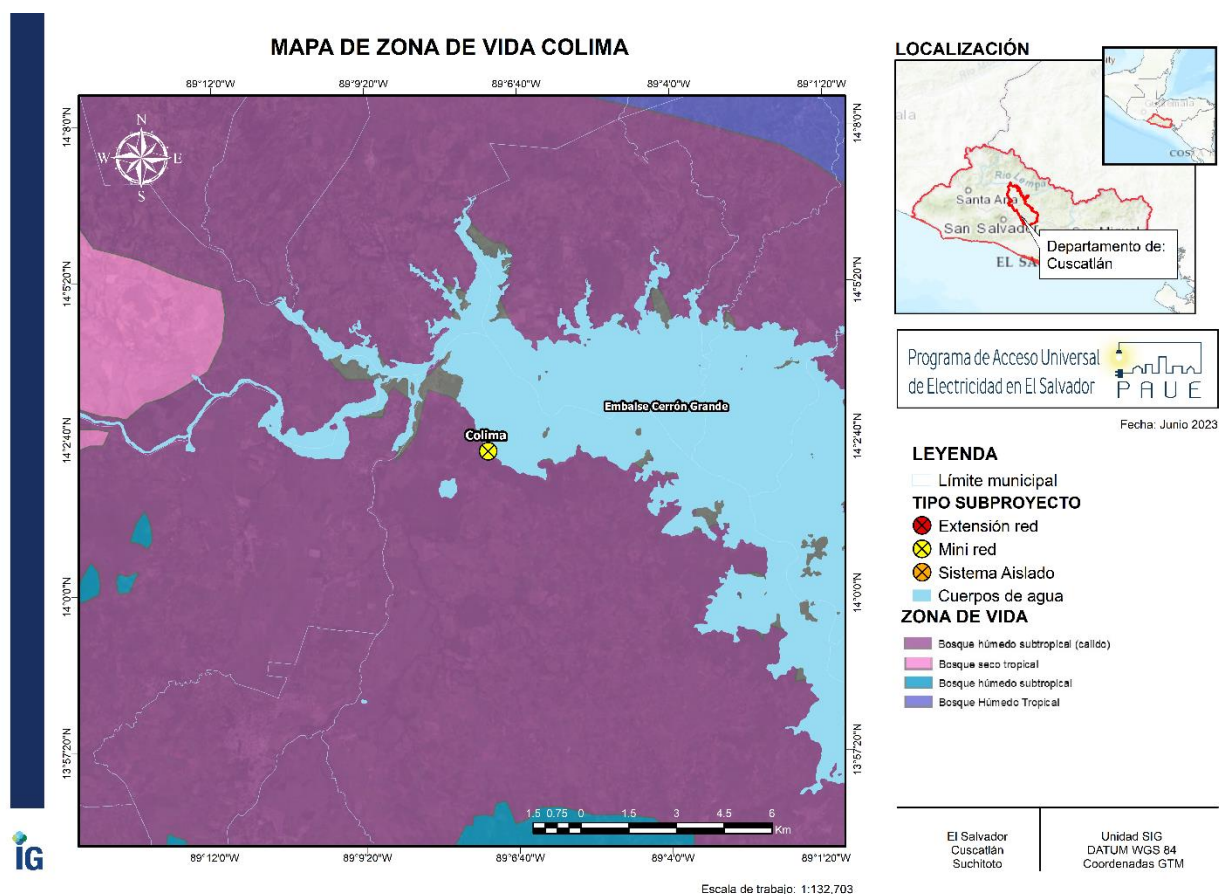 MAPA DE ZONA DE VIDA COLIMA
89°12'0"W
89°9'20"W
89°6'40"W
89°4'0"W
89°1'20"W
14°8'0"N
14°8'0"N
N
W
E
S
14°5'20"N
14°5'20"N
Embalse Cerrón Grande
Colima
14°2'40"N
14°2'40"N
14°0'0"N
14°0'0"N
13°57'20"N
13°57'20"N
1.5 0.75 0 1.5 3 4.5 6
Km
89°12'0"W
89°9'20"W
89°6'40"W
89°4'0"W
89°1'20"W
Escala de trabajo: 1:132,703
LOCALIZACIÓN
Guatemala
Río Lempa
Santa Ana
San Salvador
Departamento de:
Cuscatlán
Programa de Acceso Universal
de Electricidad en El Salvador
PAUE
Fecha: Junio 2023
LEYENDA
Límite municipal
TIPO SUBPROYECTO
Extensión red
Mini red
Sistema Aislado
Cuerpos de agua
ZONA DE VIDA
Bosque húmedo subtropical (calido)
Bosque seco tropical
Bosque húmedo subtropical
Bosque Húmedo Tropical
El Salvador
Cuscatlán
Suchitoto
Unidad SIG
DATUM WGS 84
Coordenadas GTM
iG